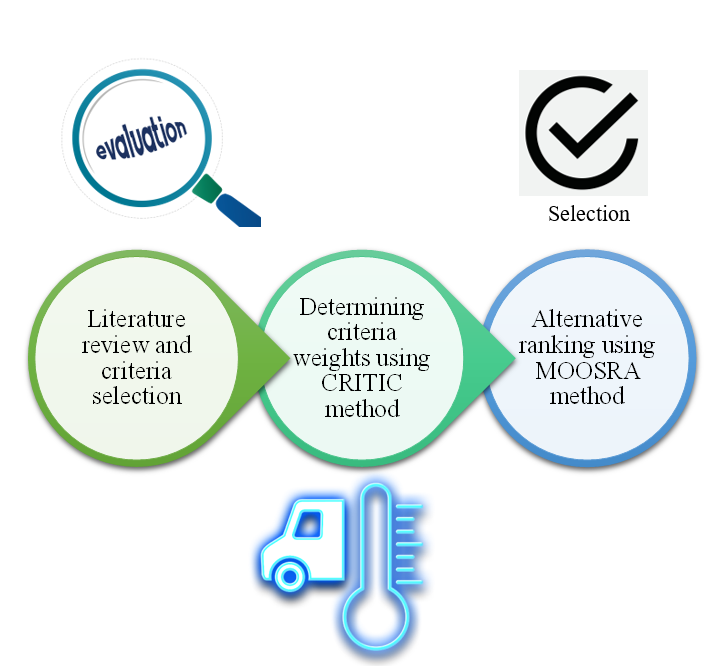 evaluation
Selection
Literature
review and
criteria
selection
Determining
criteria
weights using
CRITIC
method
Alternative
ranking using
MOOSRA
method